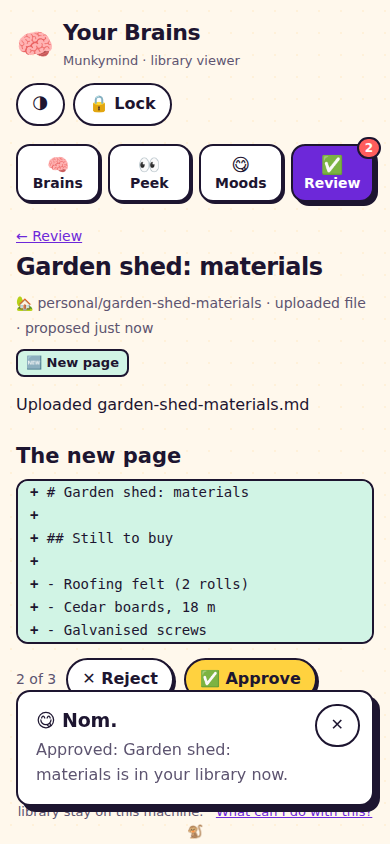 Your Brains
Munkymind · library viewer
Lock
Brains
Peek
Moods
Review
2
← Review
Garden shed: materials
personal/garden-shed-materials · uploaded file
· proposed just now
New page
Uploaded garden-shed-materials.md
The new page
+ # Garden shed: materials
+
+ ## Still to buy
+
+ - Roofing felt (2 rolls)
+ - Cedar boards, 18 m
+ - Galvanised screws
2 of 3
✕ Reject
✅ Approve
Nom.
✕
Approved: Garden shed:
materials is in your library now.
library stay on this machine. What can I do with this?